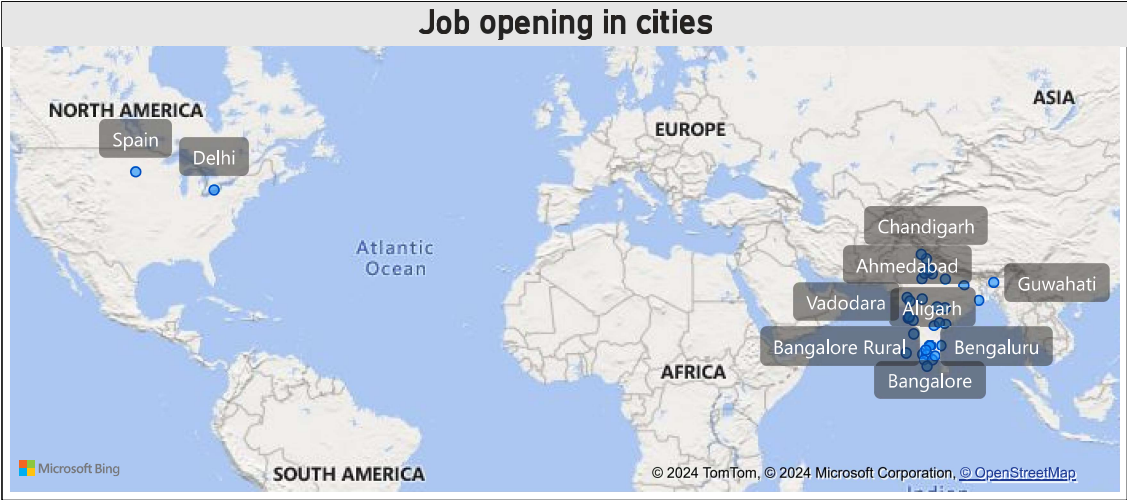 Job opening in cities
NORTH AMERICA
ASIA
EUROPE
Spain
Delhi
Chandigarh
Atlantic
Ocean
Ahmedabad
Guwahati
Vadodara
Aligarh
Bangalore Rural
Bengaluru
AFRICA
Bangalore
Microsoft Bing
SOUTH AMERICA
© 2024 TomTom, © 2024 Microsoft Corporation, © OpenStreetMap